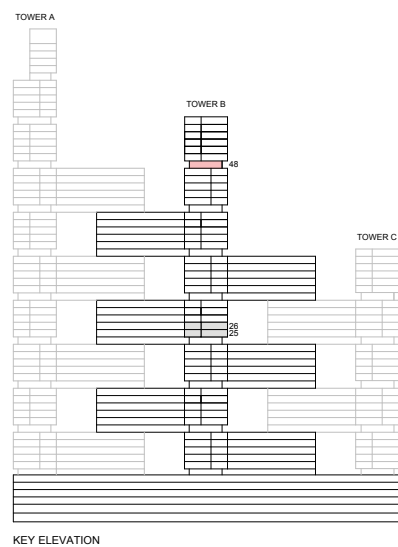 TOWER A
TOWER B
48
TOWER C
26
25
KEY ELEVATION